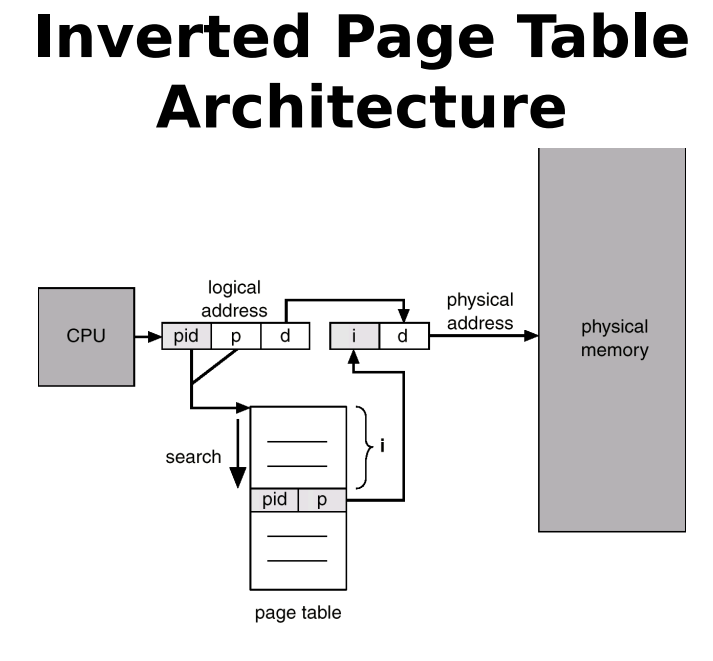 Inverted Page Table
Architecture
logical
address
physical
address
CPU
pid p d
i d
physical
memory
search
i
pid p
page table